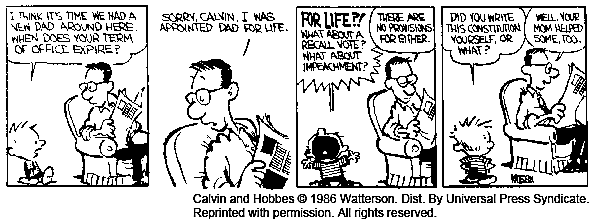 I THINK IT'S TIME WE HAD A
NEW DAD AROUND HERE.
WHEN DOES YOUR TERM
OF OFFICE EXPIRE?
SORRY, CALVIN. I WAS
APPOINTED DAD FOR LIFE.
FOR LIFE?!
WHAT ABOUT A
RECALL VOTE?
WHAT ABOUT
IMPEACHMENT?
THERE ARE
NO PROVISIONS
FOR EITHER.
DID YOU WRITE
THIS CONSTITUTION
YOURSELF, OR
WHAT?
WELL, YOUR
MOM HELPED
SOME, TOO.
WATTERSON
Calvin and Hobbes © 1986 Watterson. Dist. By Universal Press Syndicate.
Reprinted with permission. All rights reserved.